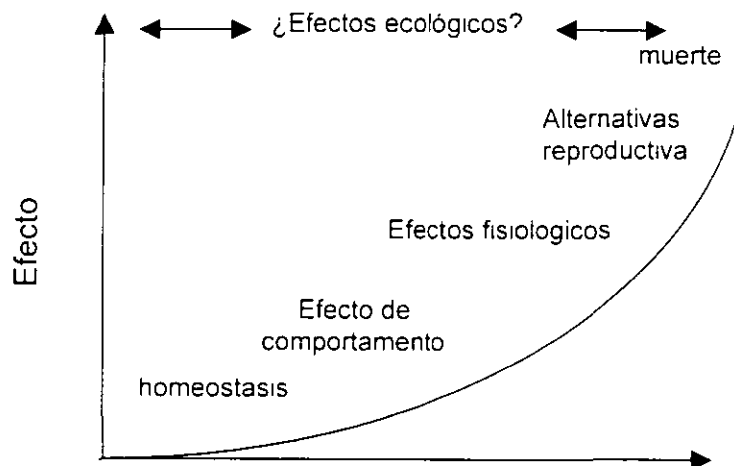 ¿Efectos ecológicos?
muerte
Alternativas
reproductiva
Efectos fisiologicos
Efecto de
comportamento
homeostasis
Efecto